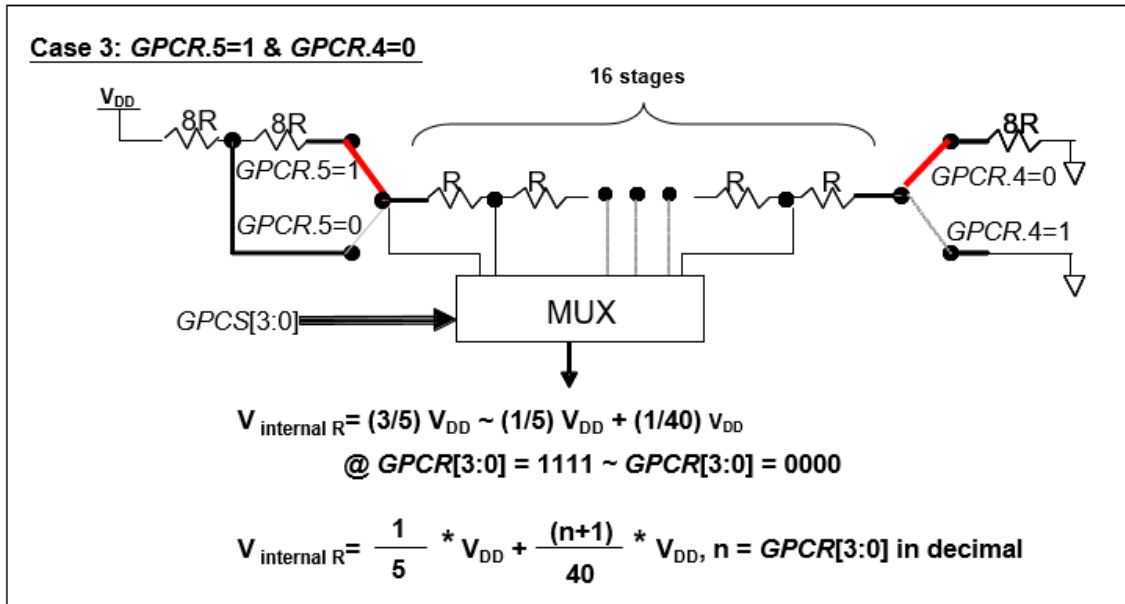 Case 3: GPCR.5=1 & GPCR.4=0
16 stages
VDD
8R 8R 8R
GPCR.5=1 R R R R GPCR.4=0
GPCR.5=0 GPCR.4=1
MUX
GPCS[3:0]
V internal R= (3/5) VDD ~ (1/5) VDD + (1/40) VDD
@ GPCR[3:0] = 1111 ~ GPCR[3:0] = 0000
V internal R= 1/5 * VDD + (n+1)/40 * VDD, n = GPCR[3:0] in decimal